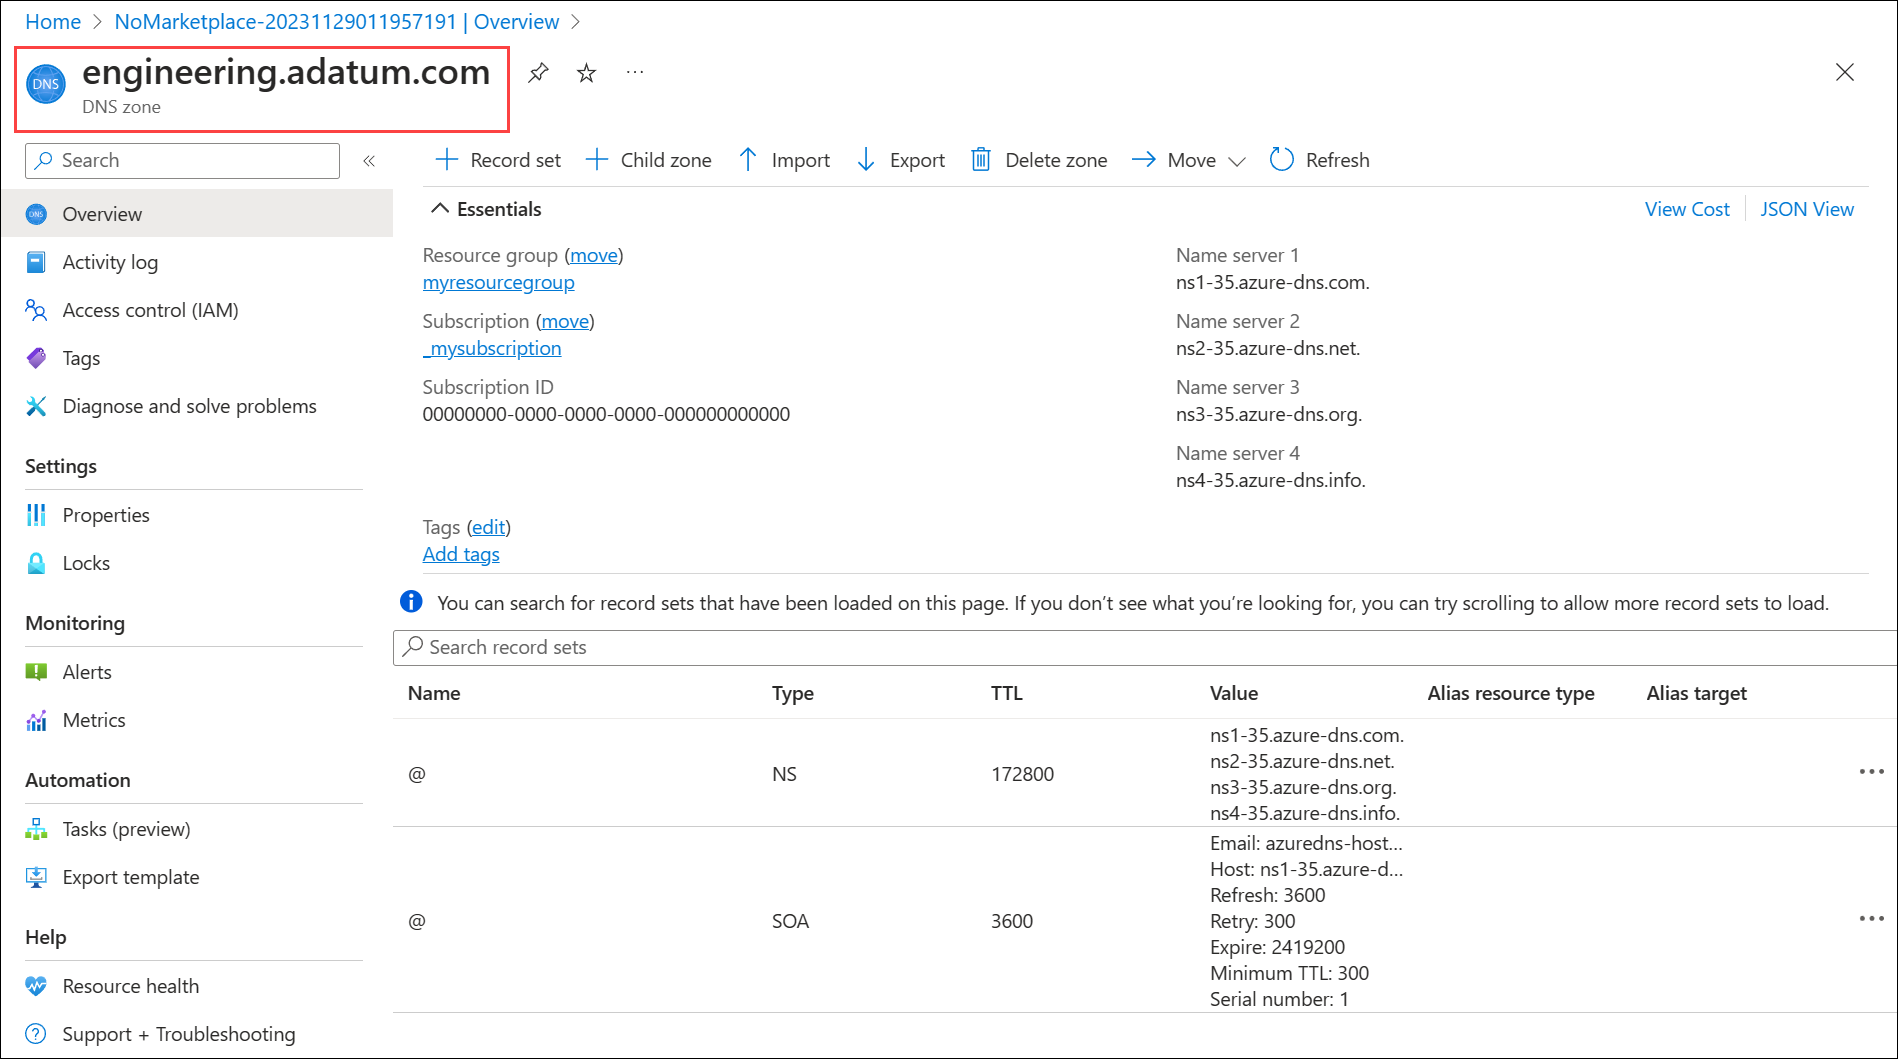 Home > NoMarketplace-20231129011957191 | Overview >
DNS
engineering.adatum.com
DNS zone
Search
«
Record set
Child zone
Import
Export
Delete zone
Move
Refresh
DNS
Overview
Activity log
Access control (IAM)
Tags
Diagnose and solve problems
Settings
Properties
Locks
Monitoring
Alerts
Metrics
Automation
Tasks (preview)
Export template
Help
Resource health
Support + Troubleshooting
Essentials
View Cost
JSON View
Resource group (move)
myresourcegroup
Subscription (move)
_mysubscription
Subscription ID
00000000-0000-0000-0000-000000000000
Name server 1
ns1-35.azure-dns.com.
Name server 2
ns2-35.azure-dns.net.
Name server 3
ns3-35.azure-dns.org.
Name server 4
ns4-35.azure-dns.info.
Tags (edit)
Add tags
You can search for record sets that have been loaded on this page. If you don’t see what you’re looking for, you can try scrolling to allow more record sets to load.
Search record sets
Name Type TTL Value Alias resource type Alias target
@ NS 172800
ns1-35.azure-dns.com.
ns2-35.azure-dns.net.
ns3-35.azure-dns.org.
ns4-35.azure-dns.info.
@ SOA 3600
Email: azuredns-host...
Host: ns1-35.azure-d...
Refresh: 3600
Retry: 300
Expire: 2419200
Minimum TTL: 300
Serial number: 1